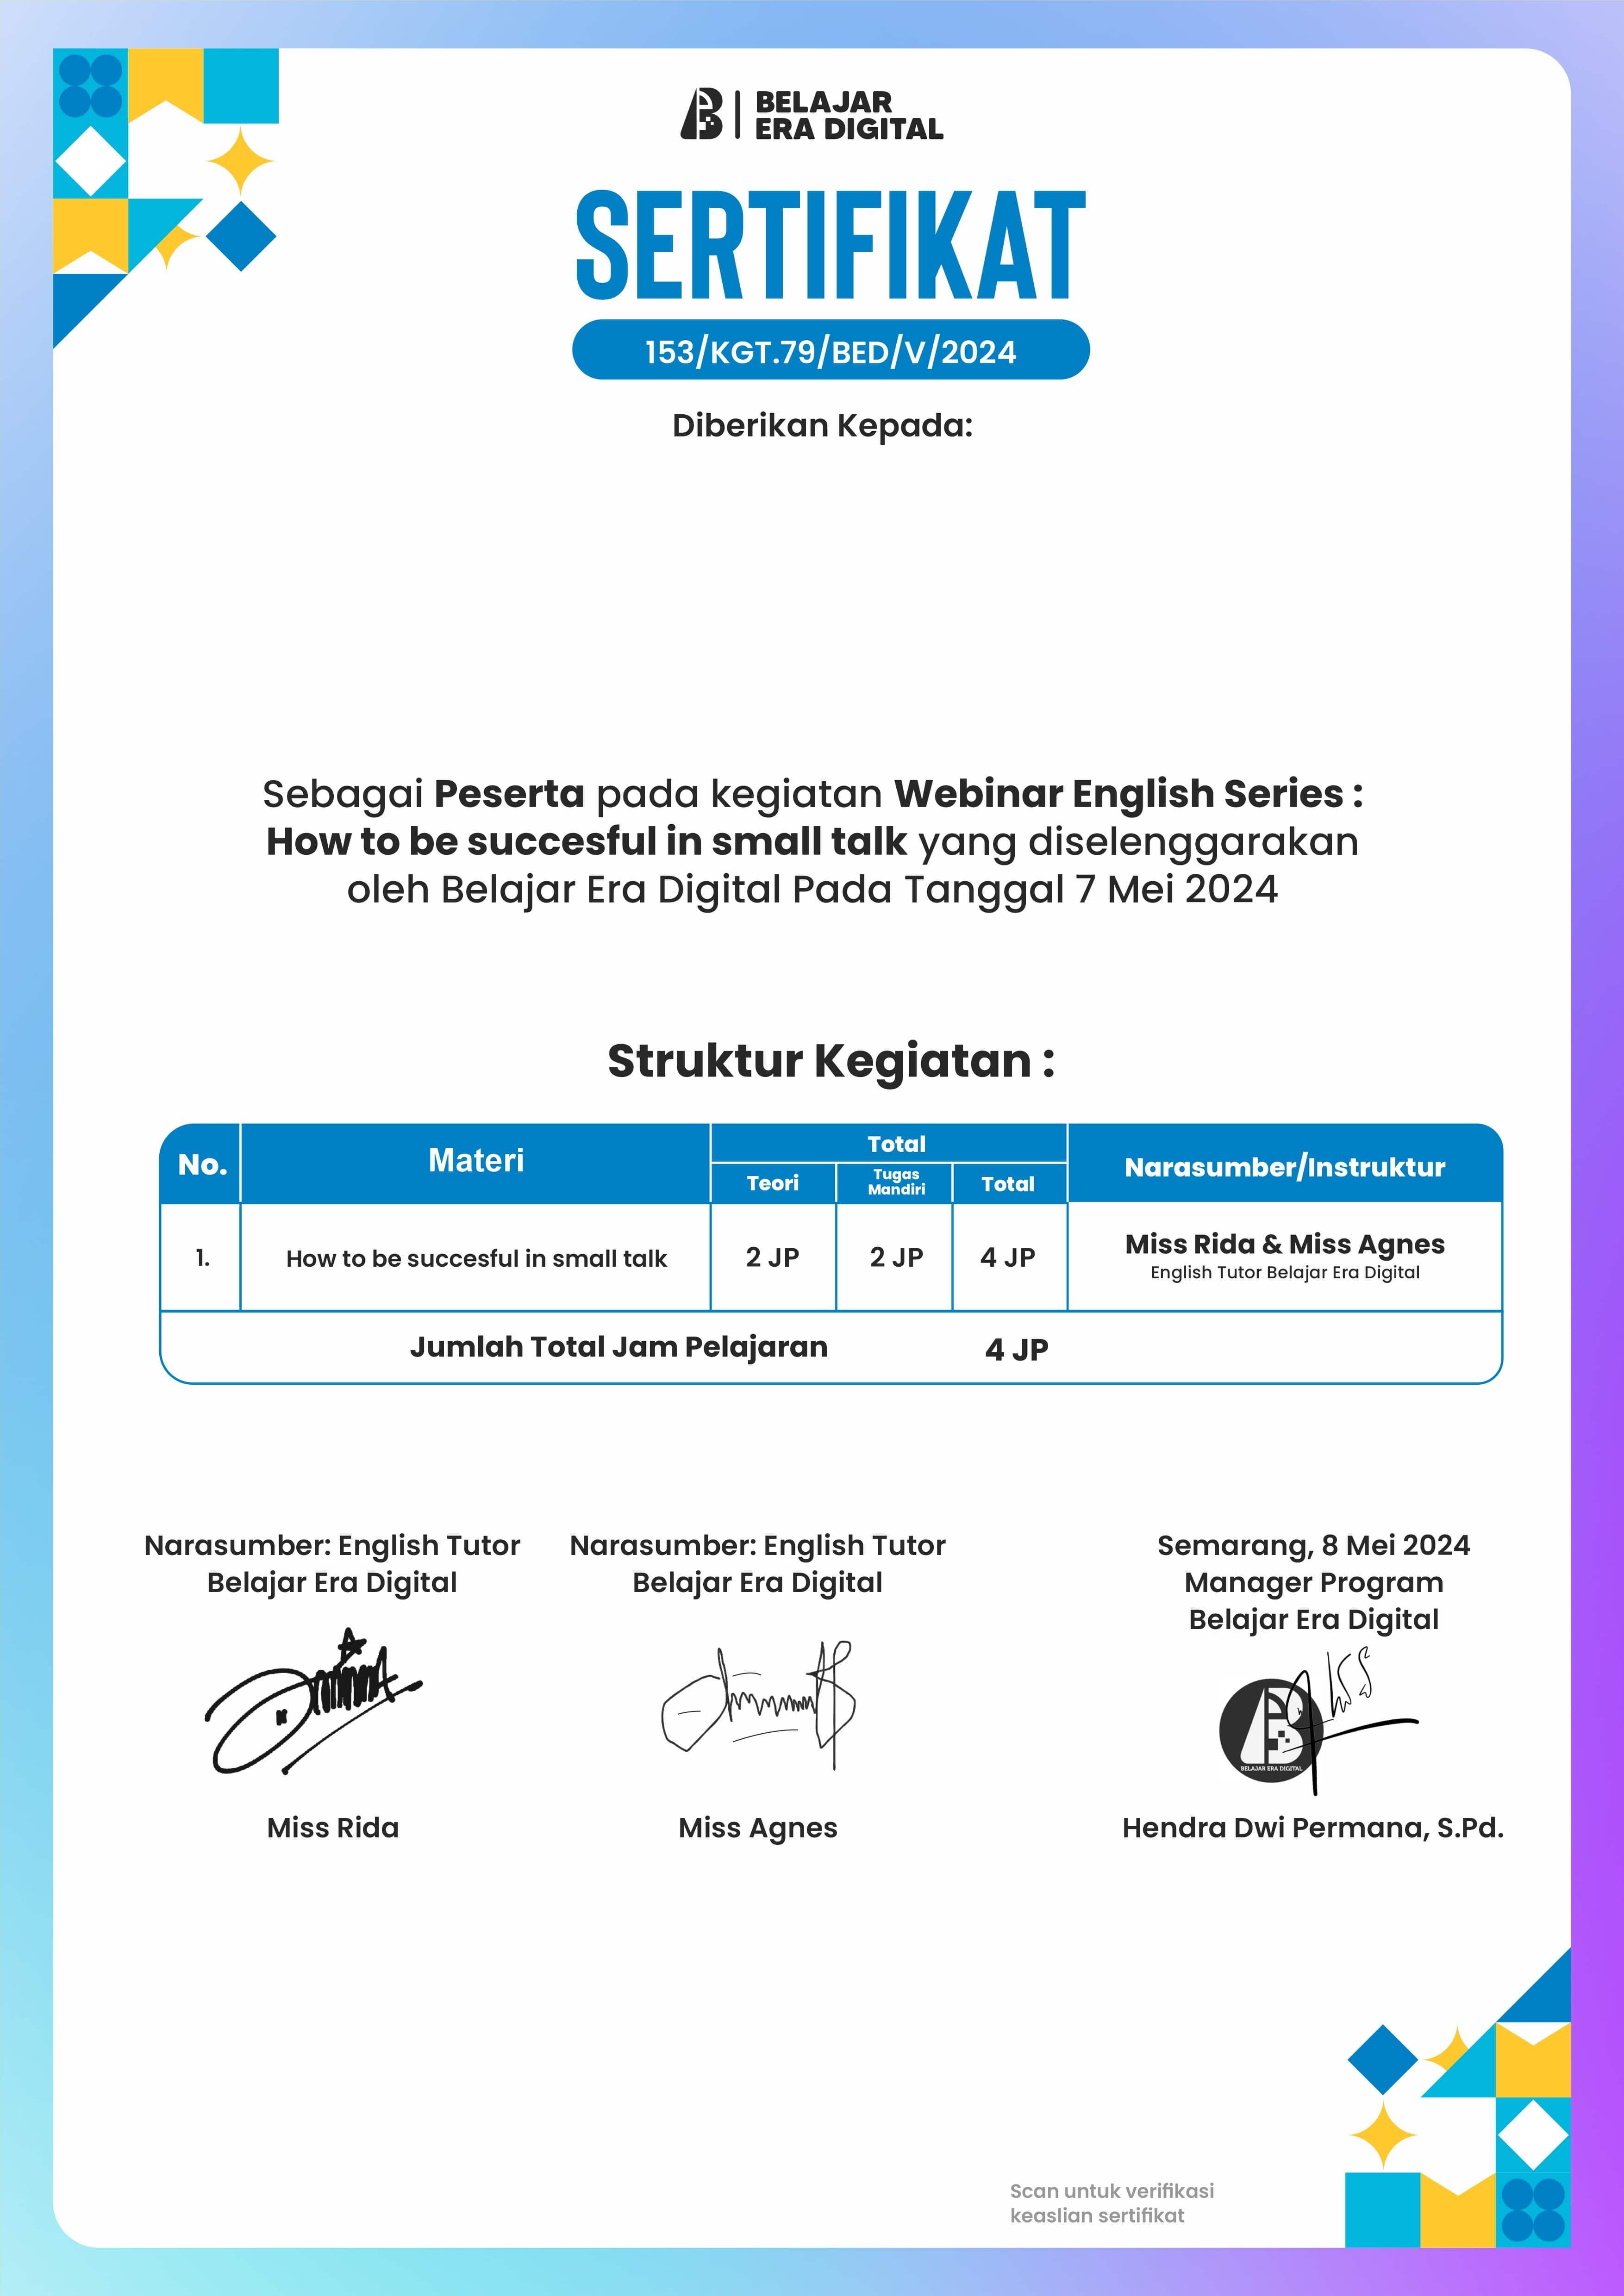 BELAJAR
ERA DIGITAL
SERTIFIKAT
153/KGT.79/BED/V/2024
Diberikan Kepada:
Sebagai Peserta pada kegiatan Webinar English Series :
How to be succesful in small talk yang diselenggarakan
oleh Belajar Era Digital Pada Tanggal 7 Mei 2024
Struktur Kegiatan :
No. Materi Total Narasumber/Instruktur
Teori Tugas Mandiri Total
1. How to be succesful in small talk 2 JP 2 JP 4 JP Miss Rida & Miss Agnes
English Tutor Belajar Era Digital
Jumlah Total Jam Pelajaran 4 JP
Narasumber: English Tutor
Belajar Era Digital
Miss Rida
Narasumber: English Tutor
Belajar Era Digital
Miss Agnes
Semarang, 8 Mei 2024
Manager Program
Belajar Era Digital
BELAJAR ERA DIGITAL
Hendra Dwi Permana, S.Pd.
Scan untuk verifikasi
keaslian sertifikat